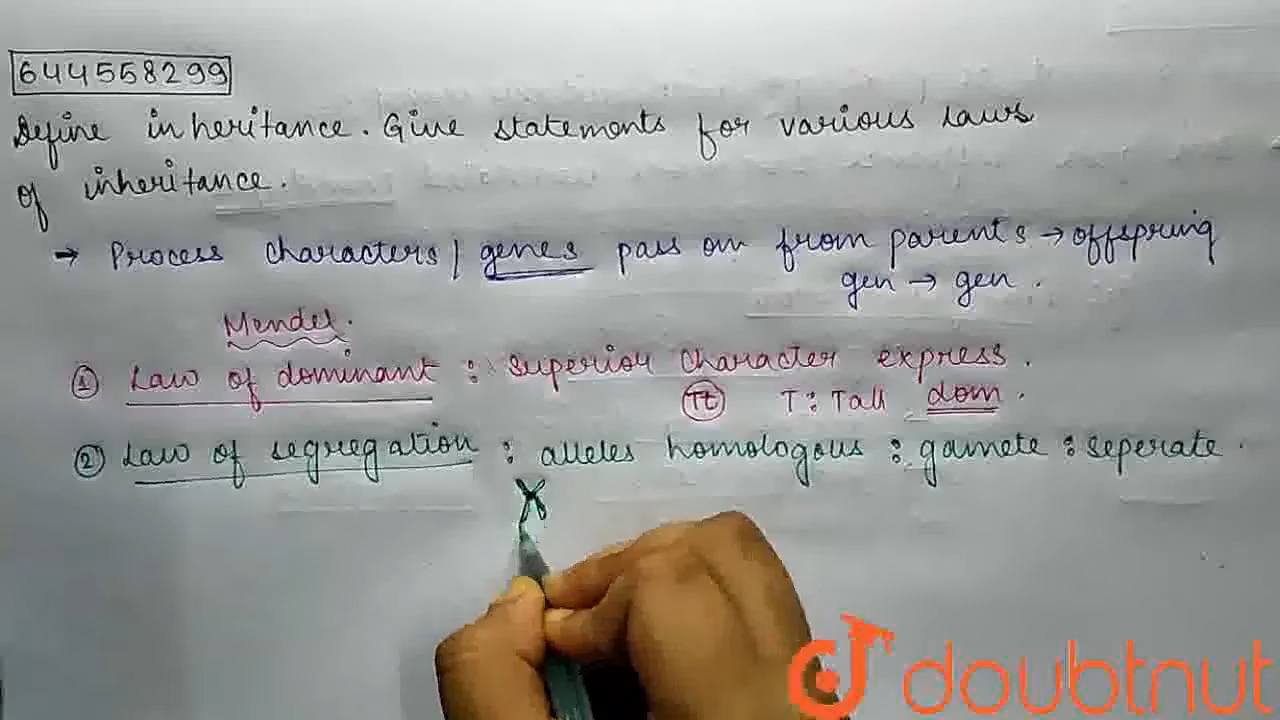 644558299
Define inheritance. Give statements for various laws
of inheritance.
→ Process characters / genes pass on from parents → offspring
gen → gen.
Mendel.
① Law of dominant : superior character express.
Tt T: Tall dom.
② Law of segregation : alleles homologous : gamete : seperate.
doubtnut